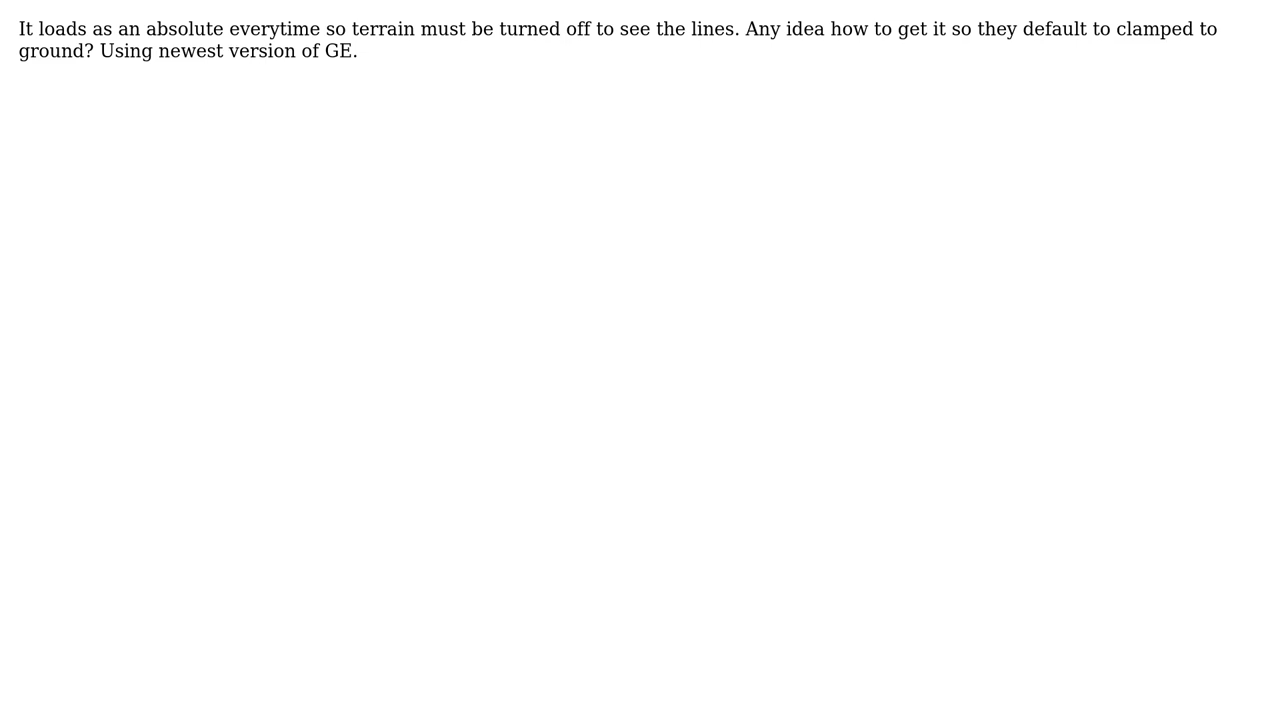 It loads as an absolute everytime so terrain must be turned off to see the lines. Any idea how to get it so they default to clamped to
ground? Using newest version of GE.